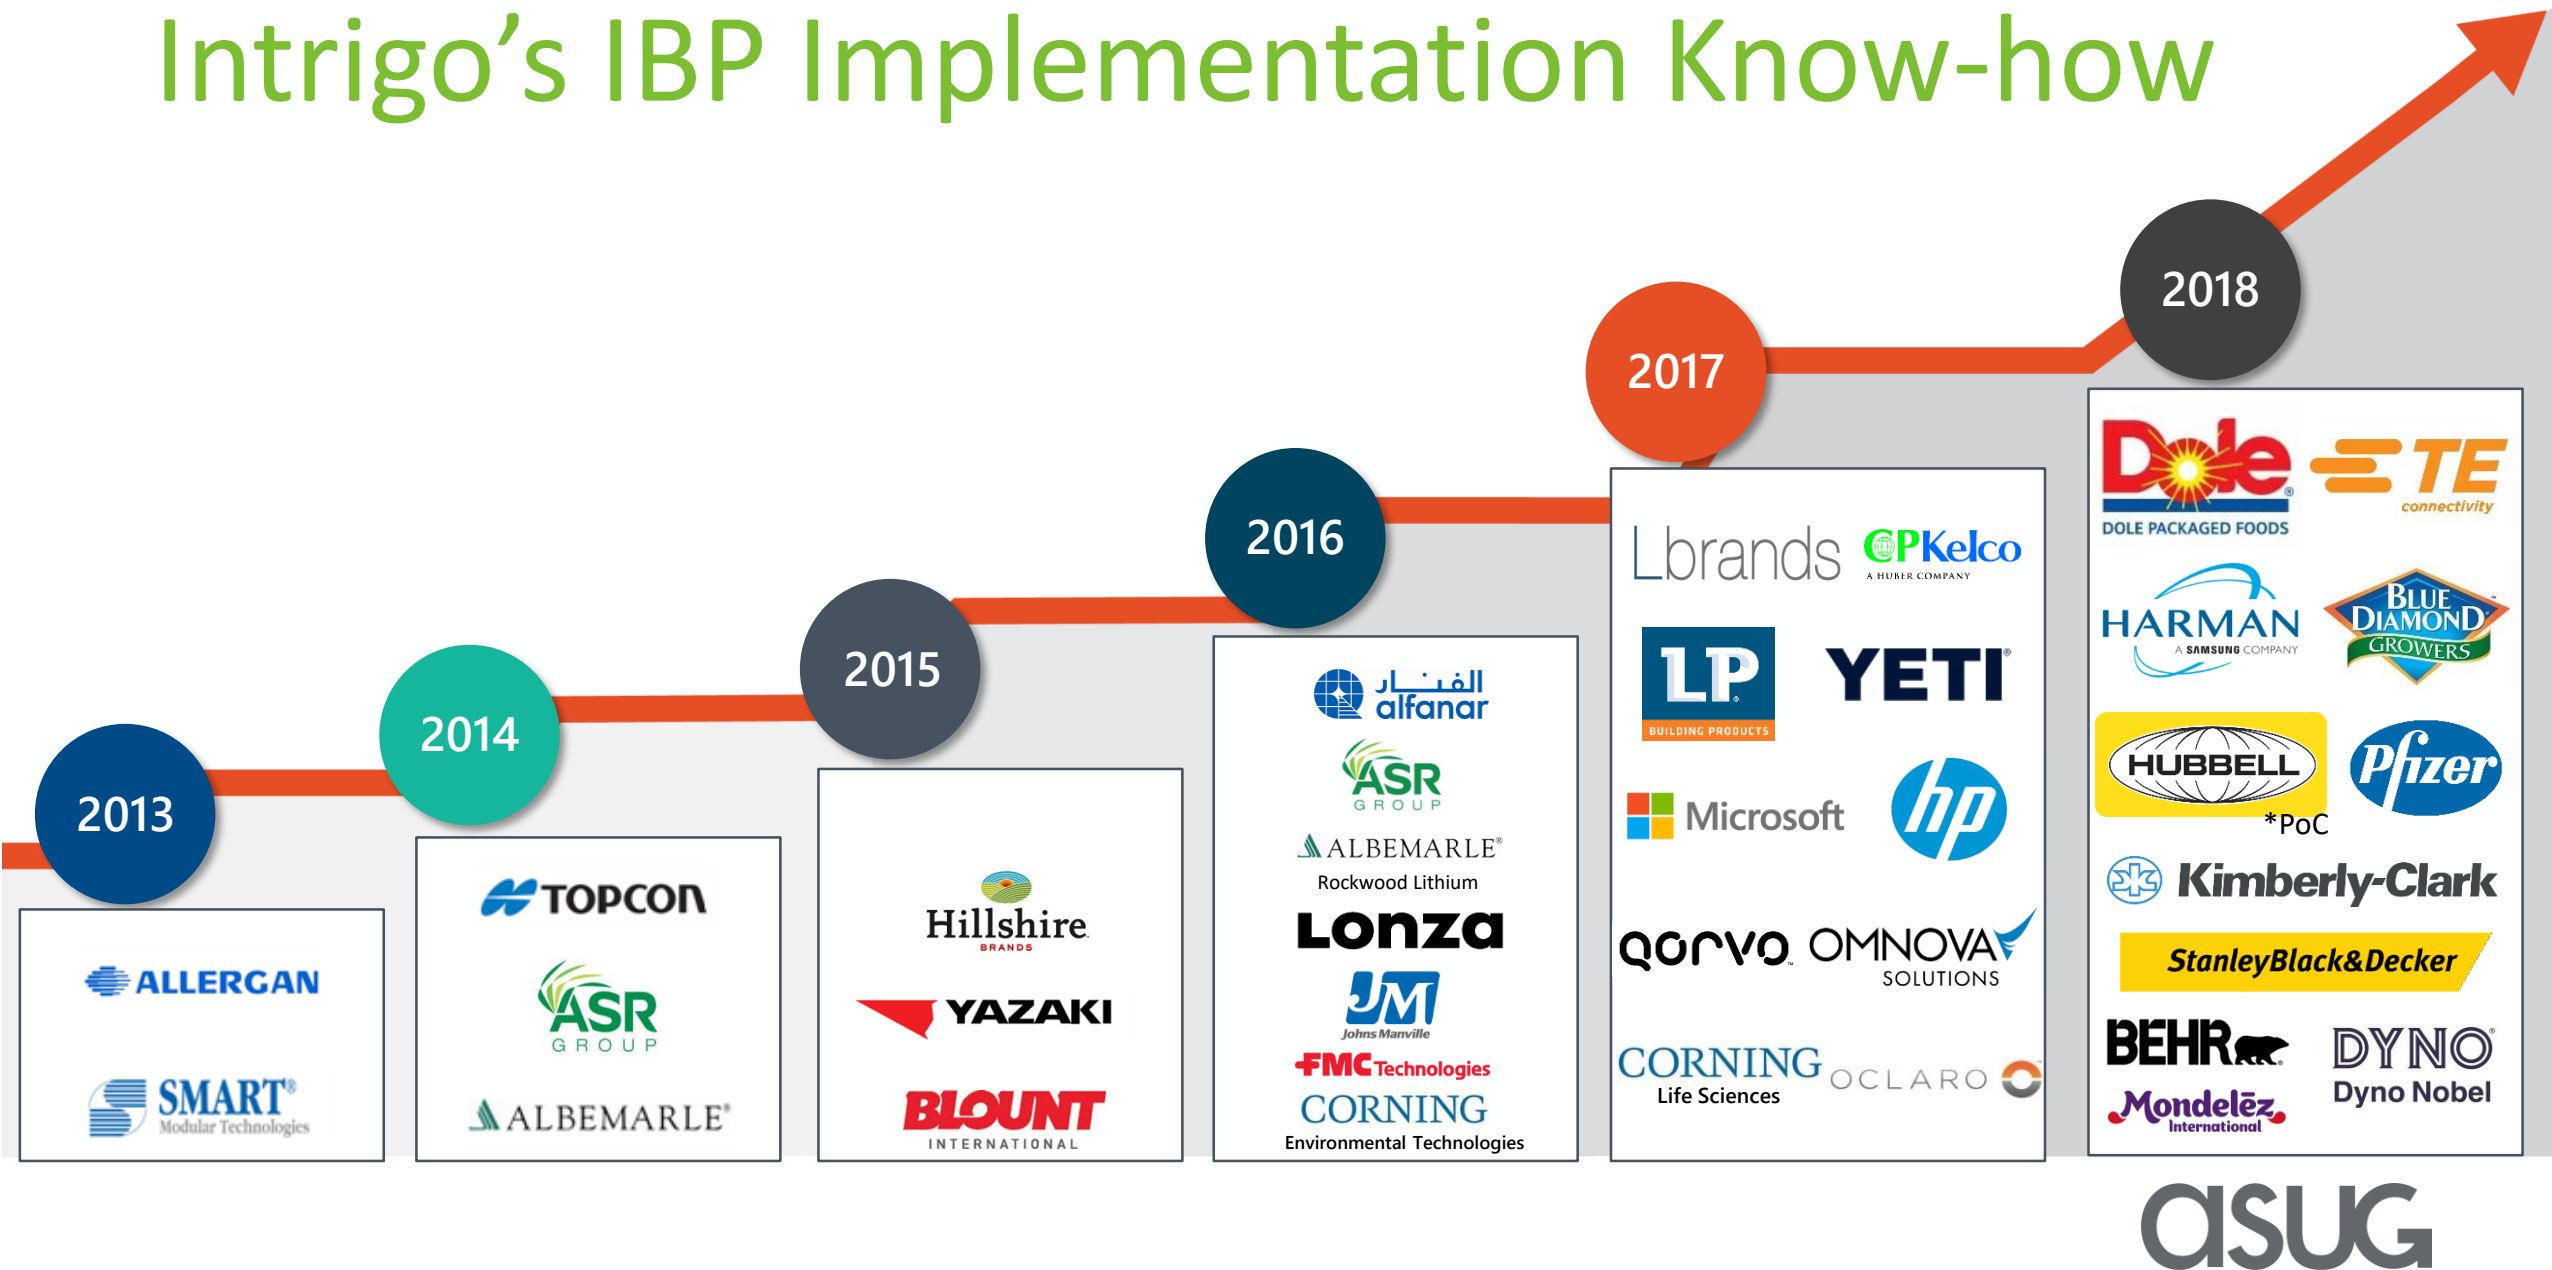 Intrigo's IBP Implementation Know-how
2013
ALLERGAN
SMART®
Modular Technologies
2014
TOPCON
ASR
GROUP
ALBEMARLE®
2015
Hillshire
BRANDS
YAZAKI
BLOUNT
INTERNATIONAL
2016
الفنار
alfanar
ASR
GROUP
ALBEMARLE®
Rockwood Lithium
Lonza
JM
Johns Manville
FMC Technologies
CORNING
Environmental Technologies
2017
Lbrands
CPKelco
A HUBER COMPANY
LP®
BUILDING PRODUCTS
YETI®
Microsoft
hp
QORVO™
OMNOVA
SOLUTIONS
CORNING
Life Sciences
OCLARO
2018
Dole®
DOLE PACKAGED FOODS
TE
connectivity
HARMAN
A SAMSUNG COMPANY
BLUE
DIAMOND®
GROWERS
™
HUBBELL
*PoC
Pfizer
Kimberly-Clark
StanleyBlack&Decker
BEHR®
DYNO®
Dyno Nobel
Mondelēz
International
asug